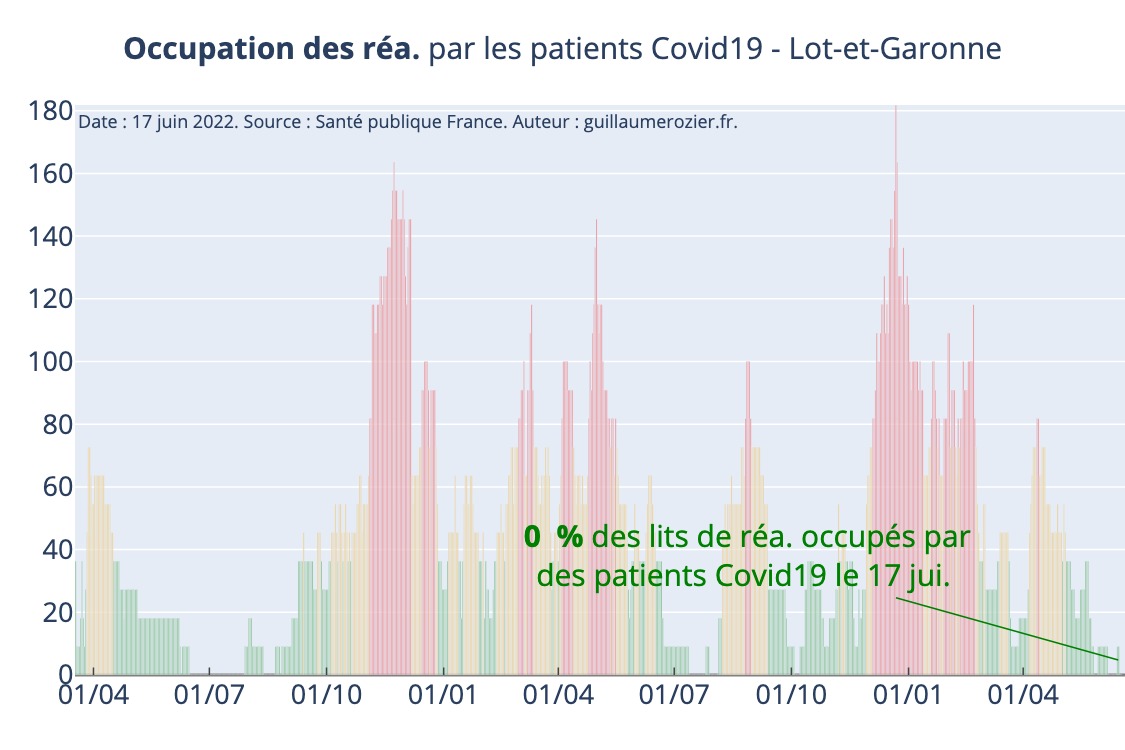 Occupation des réa. par les patients Covid19 - Lot-et-Garonne
180
Date : 17 juin 2022. Source : Santé publique France. Auteur : guillaumerozier.fr.
160
140
120
100
80
60
0 % des lits de réa. occupés par
40
des patients Covid19 le 17 jui.
20
0
01/04 01/07 01/10 01/01 01/04 01/07 01/10 01/01 01/04